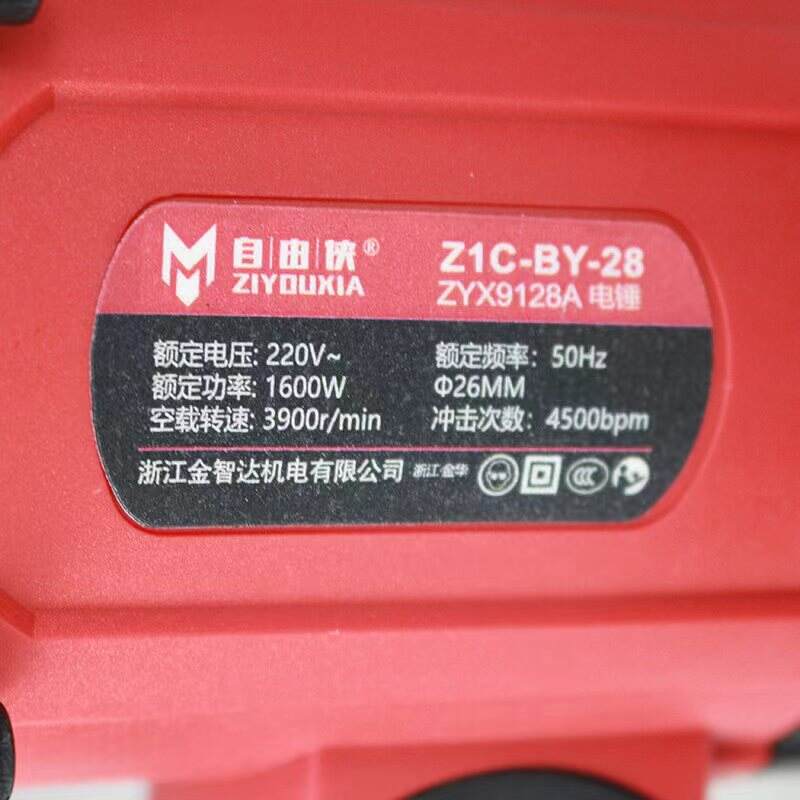 自由侠®
ZIYOUXIA
Z1C-BY-28
ZYX9128A 电锤
额定电压: 220V~ 额定频率: 50Hz
额定功率: 1600W Φ26MM
空载转速: 3900r/min 冲击次数: 4500bpm
浙江金智达机电有限公司 浙江·金华